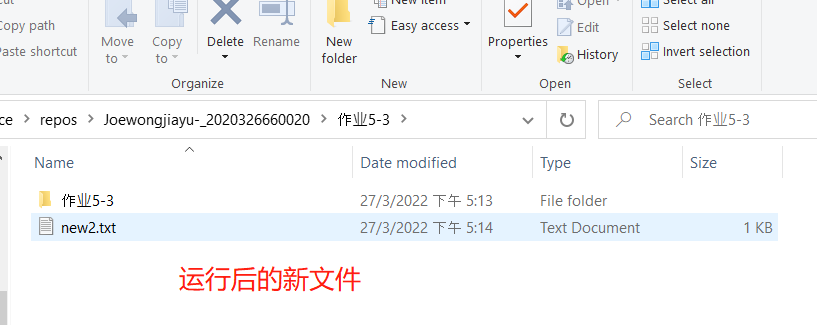 Copy path
Paste shortcut
Move to
Copy to
Delete
Rename
Organize
New folder
New item
Easy access
New
Properties
Open
Edit
History
Open
Select all
Select none
Invert selection
Select
repos > Joewongjiayu-_2020326660020 > 作业5-3 >
Search 作业5-3
Name Date modified Type Size
作业5-3 27/3/2022 下午 5:13 File folder
new2.txt 27/3/2022 下午 5:14 Text Document 1 KB
运行后的新文件